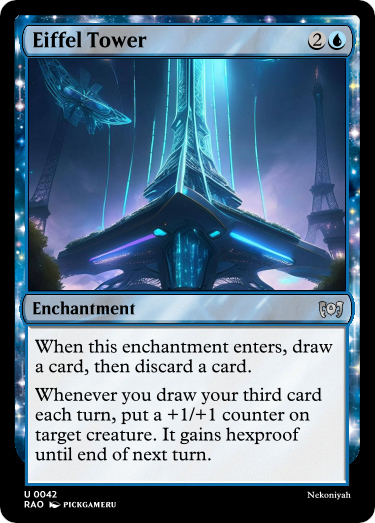 Eiffel Tower 2
Enchantment
When this enchantment enters, draw
a card, then discard a card.
Whenever you draw your third card
each turn, put a +1/+1 counter on
target creature. It gains hexproof
until end of next turn.
U 0042
RAO PICKGAMERU
Nekoniyah